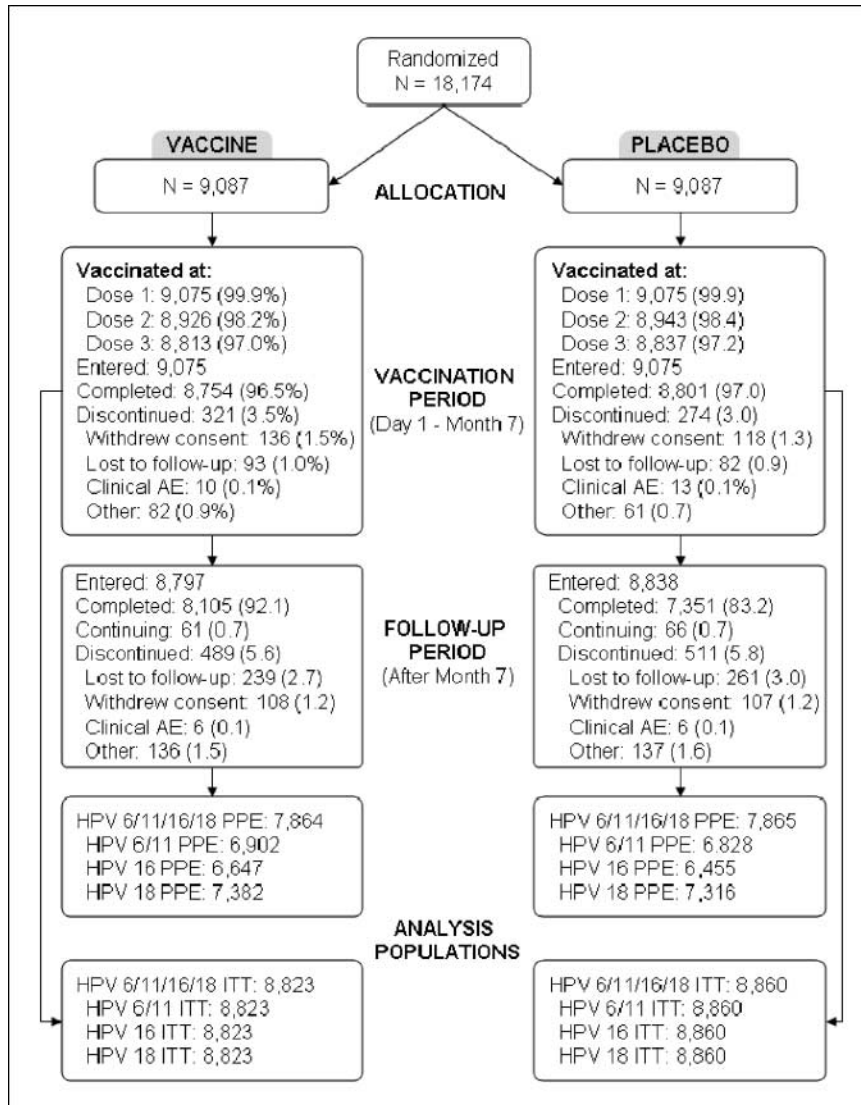 Randomized
N = 18,174
VACCINE
PLACEBO
N = 9,087
ALLOCATION
N = 9,087
Vaccinated at:
Dose 1: 9,075 (99.9%)
Dose 2: 8,926 (98.2%)
Dose 3: 8,813 (97.0%)
Entered: 9,075
Completed: 8,754 (96.5%)
Discontinued: 321 (3.5%)
Withdrew consent: 136 (1.5%)
Lost to follow-up: 93 (1.0%)
Clinical AE: 10 (0.1%)
Other: 82 (0.9%)
VACCINATION
PERIOD
(Day 1 - Month 7)
Vaccinated at:
Dose 1: 9,075 (99.9)
Dose 2: 8,943 (98.4)
Dose 3: 8,837 (97.2)
Entered: 9,075
Completed: 8,801 (97.0)
Discontinued: 274 (3.0)
Withdrew consent: 118 (1.3)
Lost to follow-up: 82 (0.9)
Clinical AE: 13 (0.1%)
Other: 61 (0.7)
Entered: 8,797
Completed: 8,105 (92.1)
Continuing: 61 (0.7)
Discontinued: 489 (5.6)
Lost to follow-up: 239 (2.7)
Withdrew consent: 108 (1.2)
Clinical AE: 6 (0.1)
Other: 136 (1.5)
FOLLOW-UP
PERIOD
(After Month 7)
Entered: 8,838
Completed: 7,351 (83.2)
Continuing: 66 (0.7)
Discontinued: 511 (5.8)
Lost to follow-up: 261 (3.0)
Withdrew consent: 107 (1.2)
Clinical AE: 6 (0.1)
Other: 137 (1.6)
HPV 6/11/16/18 PPE: 7,864
HPV 6/11 PPE: 6,902
HPV 16 PPE: 6,647
HPV 18 PPE: 7,382
HPV 6/11/16/18 PPE: 7,865
HPV 6/11 PPE: 6,828
HPV 16 PPE: 6,455
HPV 18 PPE: 7,316
ANALYSIS
POPULATIONS
HPV 6/11/16/18 ITT: 8,823
HPV 6/11 ITT: 8,823
HPV 16 ITT: 8,823
HPV 18 ITT: 8,823
HPV 6/11/16/18 ITT: 8,860
HPV 6/11 ITT: 8,860
HPV 16 ITT: 8,860
HPV 18 ITT: 8,860